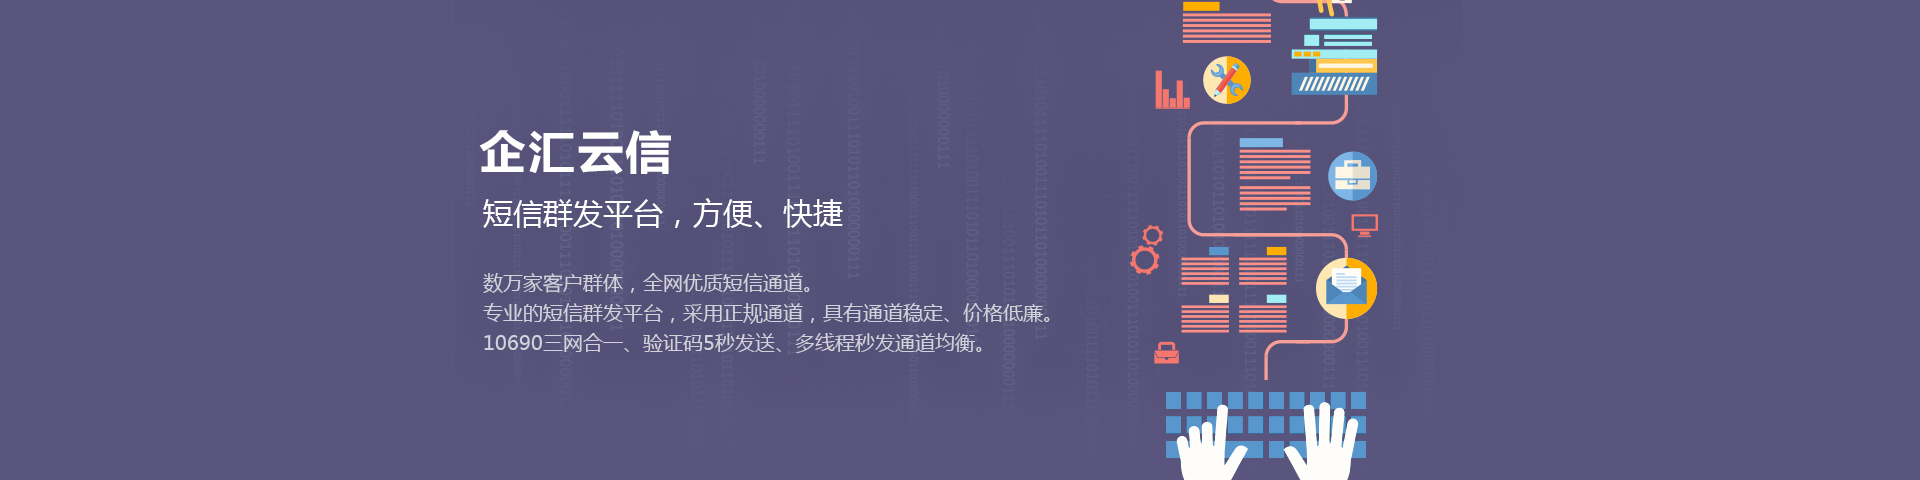 企汇云信
短信群发平台，方便、快捷
数万家客户群体，全网优质短信通道。
专业的短信群发平台，采用正规通道，具有通道稳定、价格低廉。
10690三网合一、验证码5秒发送、多线程秒发通道均衡。